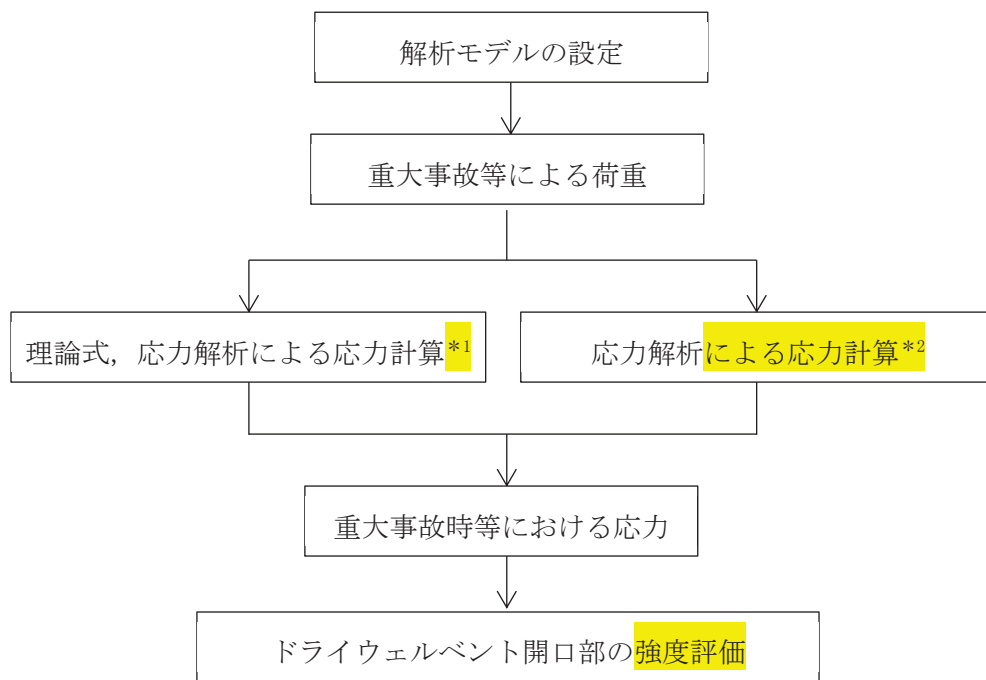 解析モデルの設定
重大事故等による荷重
理論式，応力解析による応力計算*1
応力解析による応力計算*2
重大事故時等における応力
ドライウェルベント開口部の強度評価